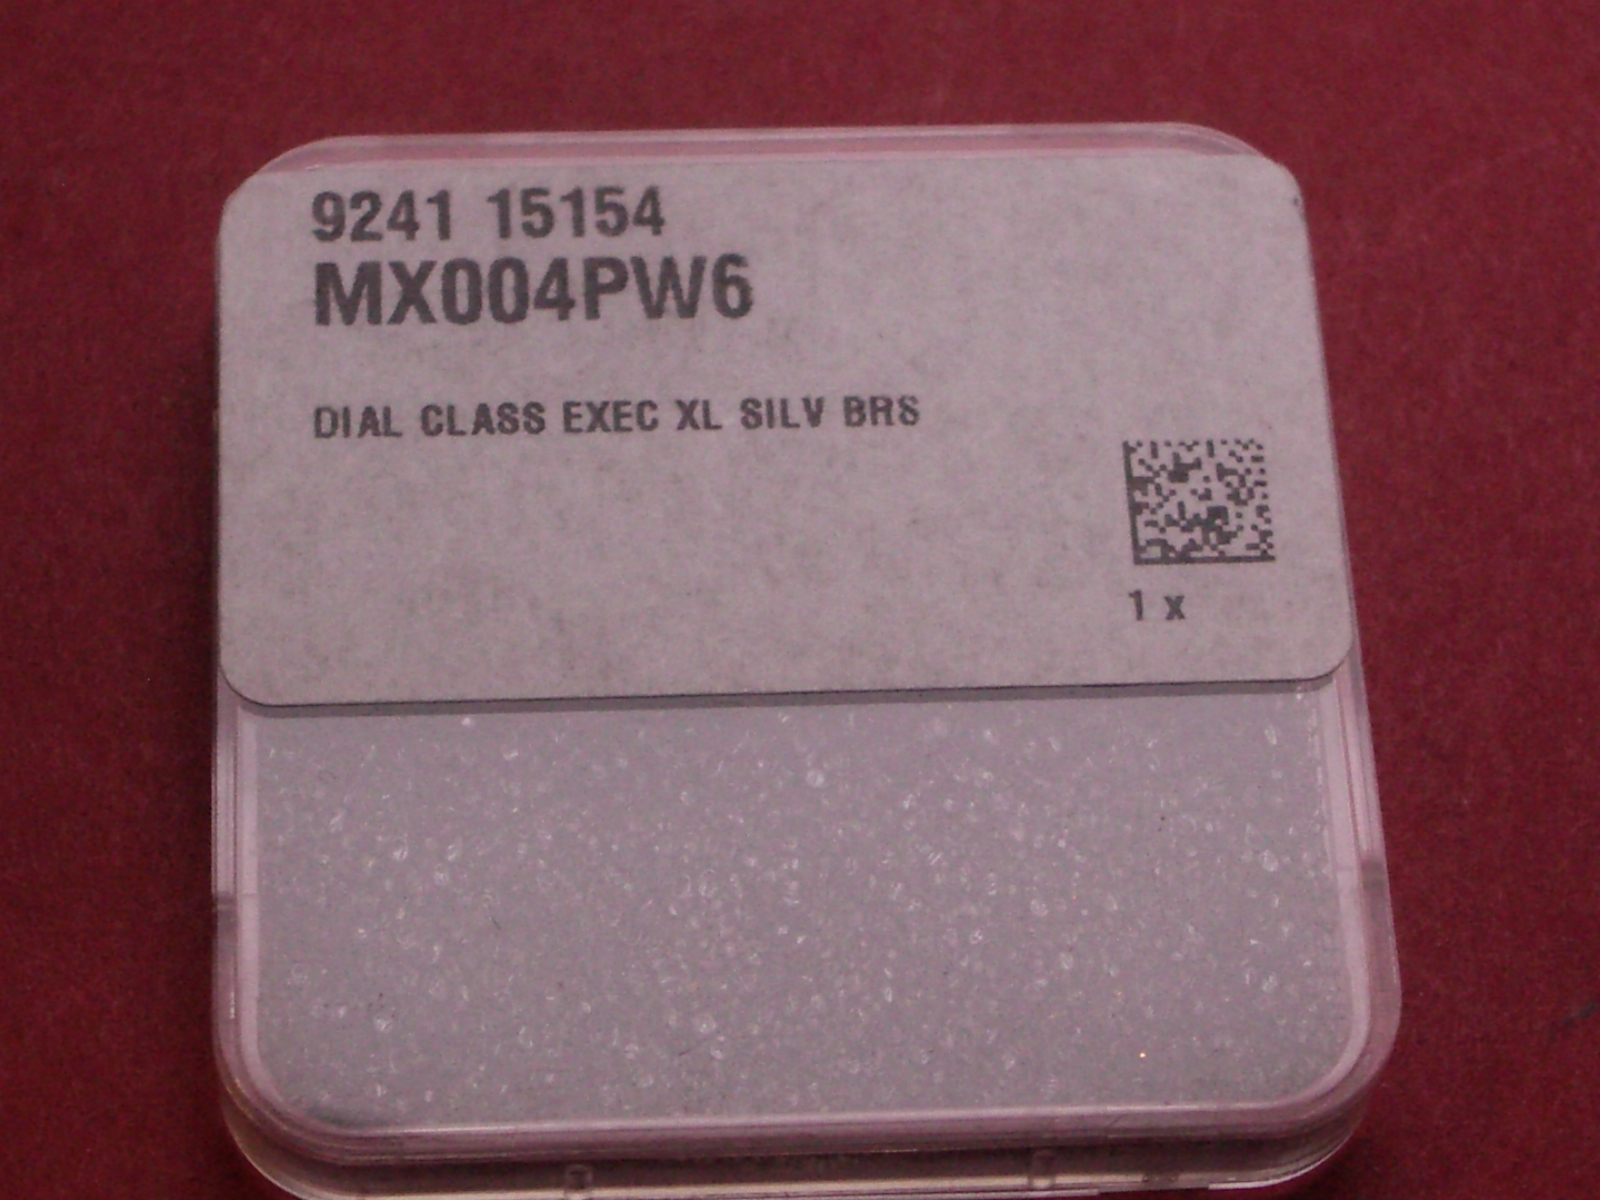 9241 15154
MX004PW6
DIAL CLASS EXEC XL SILV BRS
1 x